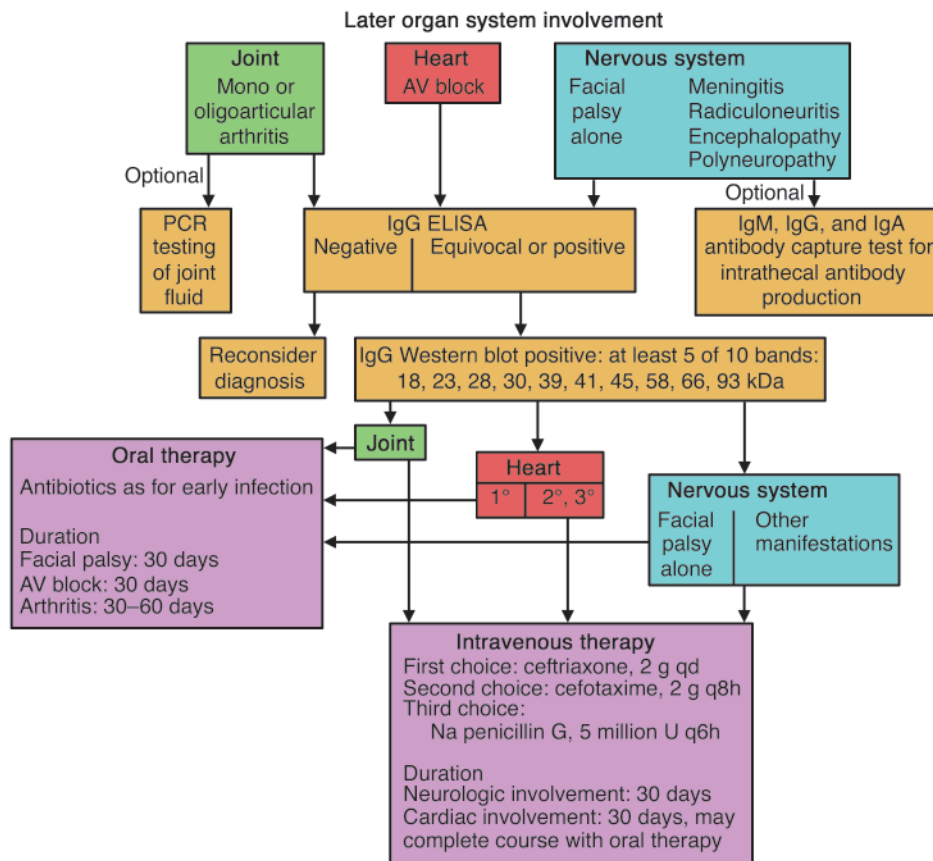 Later organ system involvement
Joint
Mono or
oligoarticular
arthritis
Heart
AV block
Nervous system
Facial
palsy
alone
Meningitis
Radiculoneuritis
Encephalopathy
Polyneuropathy
Optional
Optional
PCR
testing
of joint
fluid
IgG ELISA
Negative
Equivocal or positive
IgM, IgG, and IgA
antibody capture test for
intrathecal antibody
production
Reconsider
diagnosis
IgG Western blot positive: at least 5 of 10 bands:
18, 23, 28, 30, 39, 41, 45, 58, 66, 93 kDa
Joint
Heart
1°
2°, 3°
Nervous system
Facial
palsy
alone
Other
manifestations
Oral therapy
Antibiotics as for early infection
Duration
Facial palsy: 30 days
AV block: 30 days
Arthritis: 30–60 days
Intravenous therapy
First choice: ceftriaxone, 2 g qd
Second choice: cefotaxime, 2 g q8h
Third choice:
Na penicillin G, 5 million U q6h
Duration
Neurologic involvement: 30 days
Cardiac involvement: 30 days, may
complete course with oral therapy